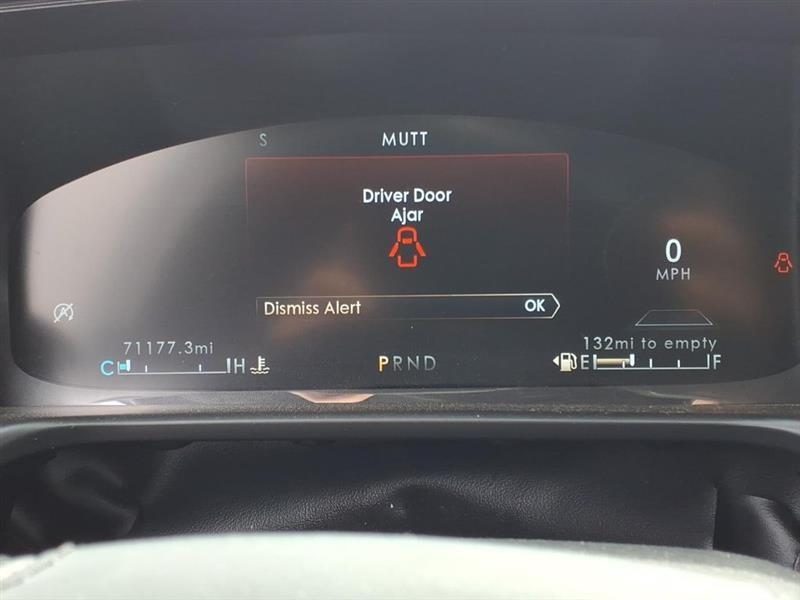 S MUTT
Driver Door
Ajar
Dismiss Alert OK
0
MPH
71177.3mi
C H
PRND
132mi to empty
E F